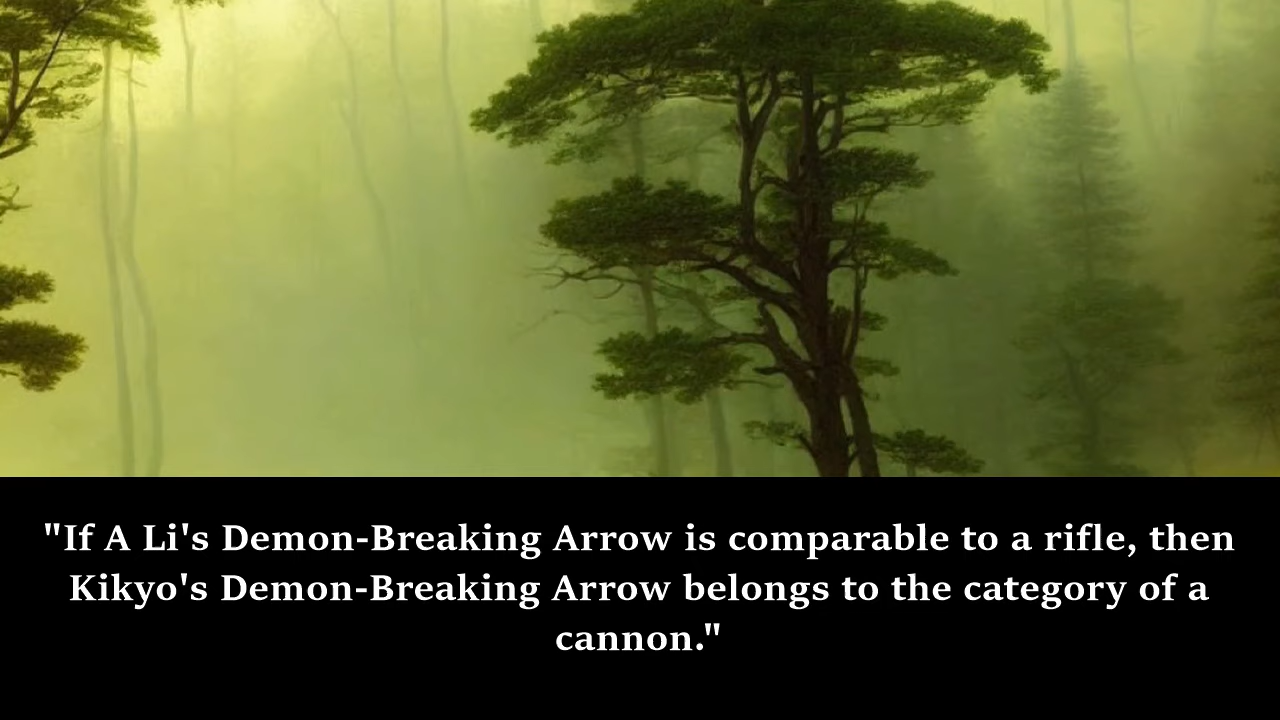 "If A Li's Demon-Breaking Arrow is comparable to a rifle, then
Kikyo's Demon-Breaking Arrow belongs to the category of a
cannon."